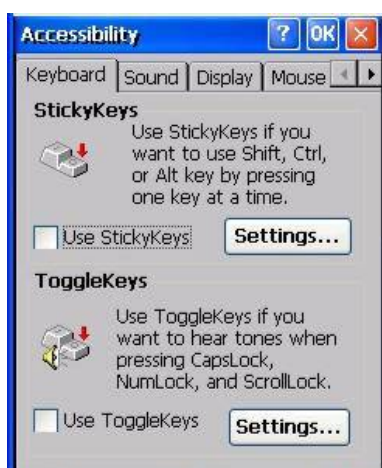 Accessibility ? OK
Keyboard Sound Display Mouse
StickyKeys
Use StickyKeys if you
want to use Shift, Ctrl,
or Alt key by pressing
one key at a time.
Use StickyKeys Settings...
ToggleKeys
Use ToggleKeys if you
want to hear tones when
pressing CapsLock,
NumLock, and ScrollLock.
Use ToggleKeys Settings...